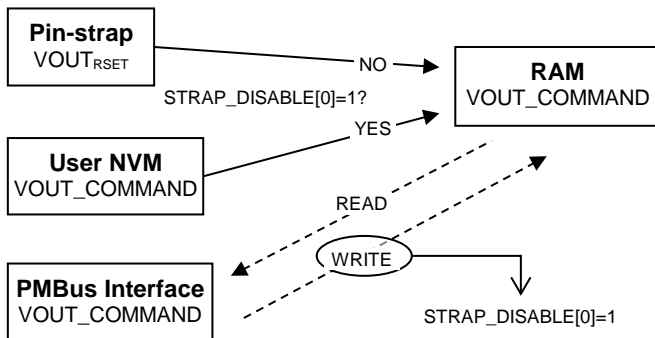 Pin-strap
VOUTRSET
NO
RAM
VOUT_COMMAND
STRAP_DISABLE[0]=1?
YES
User NVM
VOUT_COMMAND
READ
WRITE
PMBus Interface
VOUT_COMMAND
STRAP_DISABLE[0]=1